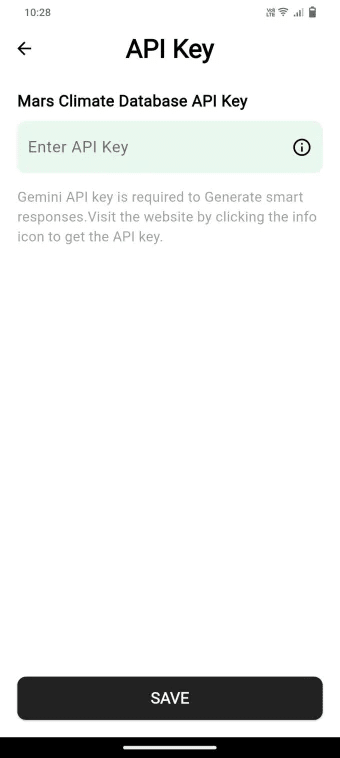 10:28
API Key
Mars Climate Database API Key
Enter API Key
Gemini API key is required to Generate smart
responses.Visit the website by clicking the info
icon to get the API key.
SAVE